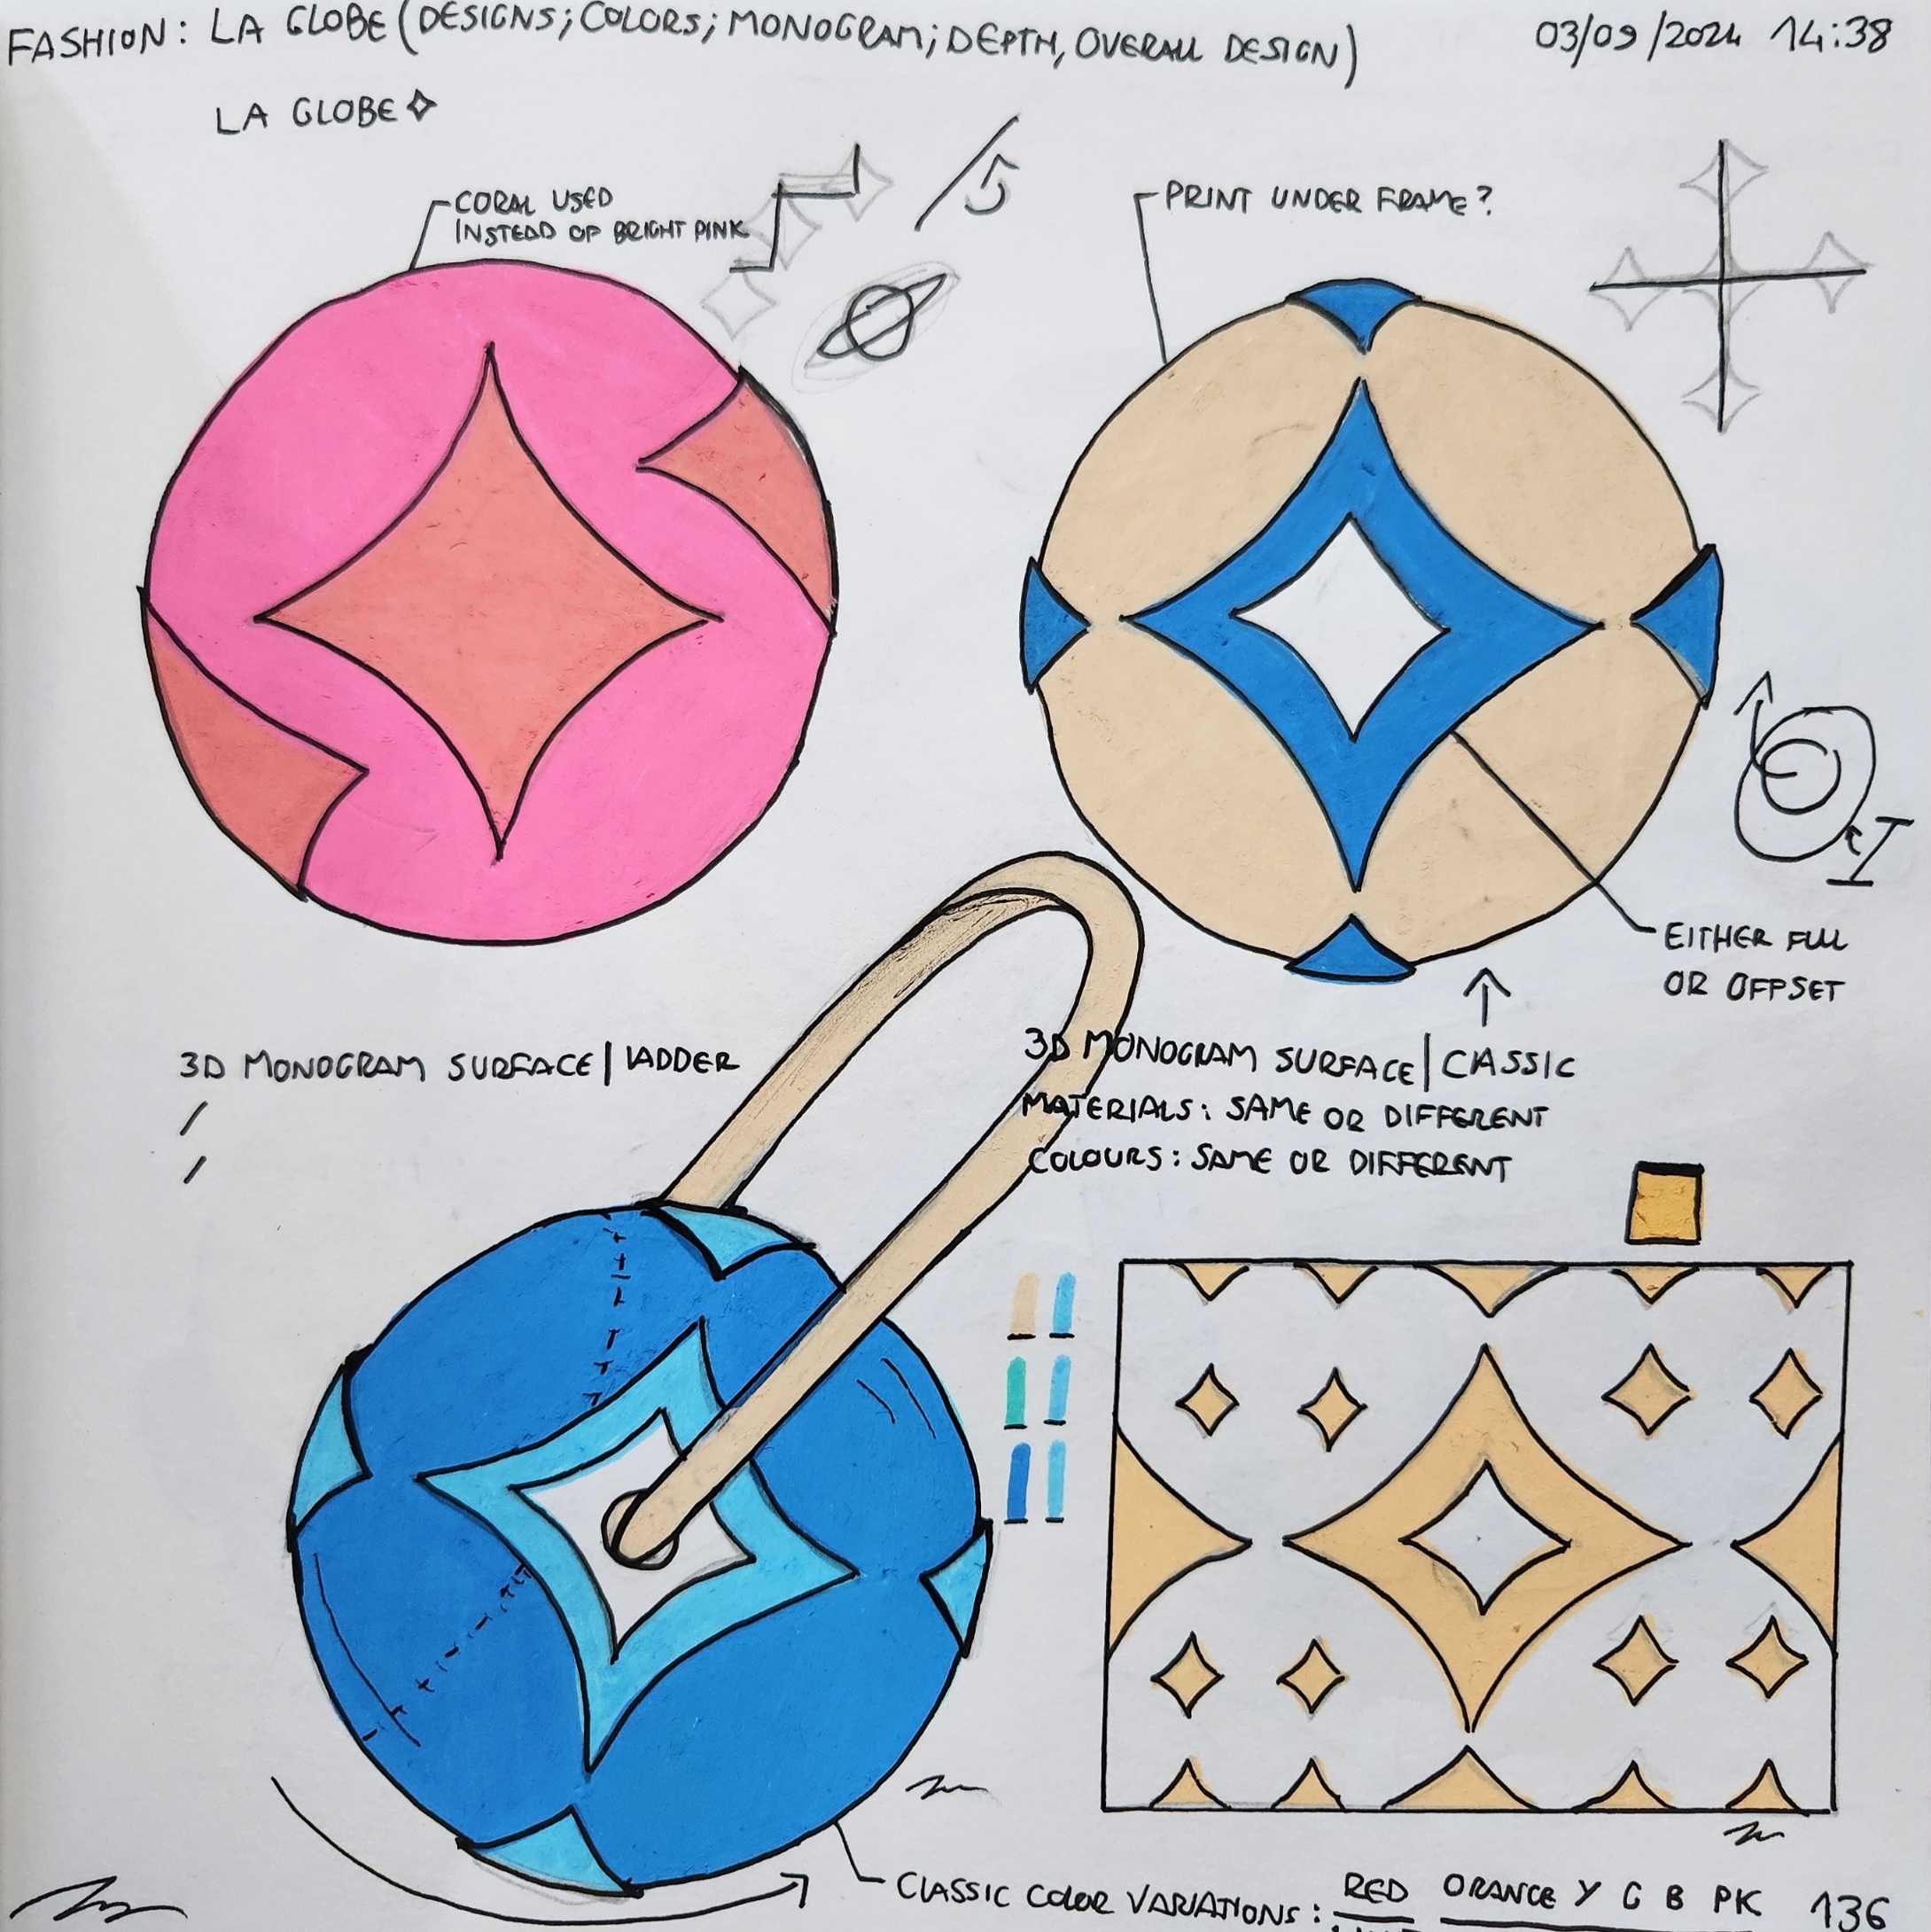 FASHION: LA GLOBE (DESIGNS; COLORS; MONOGRAM; DEPTH, OVERALL DESIGN)
03/09/2024 14:38
LA GLOBE
CORAL USED
INSTEAD OF BRIGHT PINK
PRINT UNDER FRAME?
EITHER FULL
OR OFFSET
3D MONOGRAM SURFACE | LADDER
3D MONOGRAM SURFACE | CLASSIC
MATERIALS: SAME OR DIFFERENT
COLOURS: SAME OR DIFFERENT
CLASSIC COLOR VARIATIONS: RED ORANGE Y G B PK
136